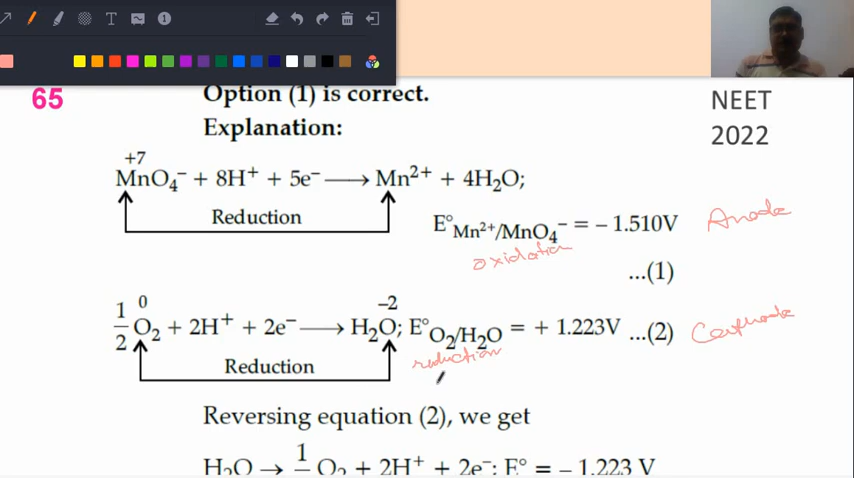 65
Option (1) is correct.
NEET
2022
Explanation:
+7
MnO₄⁻ + 8H⁺ + 5e⁻ ⟶ Mn²⁺ + 4H₂O;
Reduction
E° Mn²⁺/MnO₄⁻ = – 1.510V
Anode
oxidation
...(1)
0 –2
1/2 O₂ + 2H⁺ + 2e⁻ ⟶ H₂O; E° O₂/H₂O = + 1.223V ...(2)
Cathode
reduction
Reduction
Reversing equation (2), we get
H₂O → 1/ O₂ + 2H⁺ + 2e⁻: E° = – 1.223 V